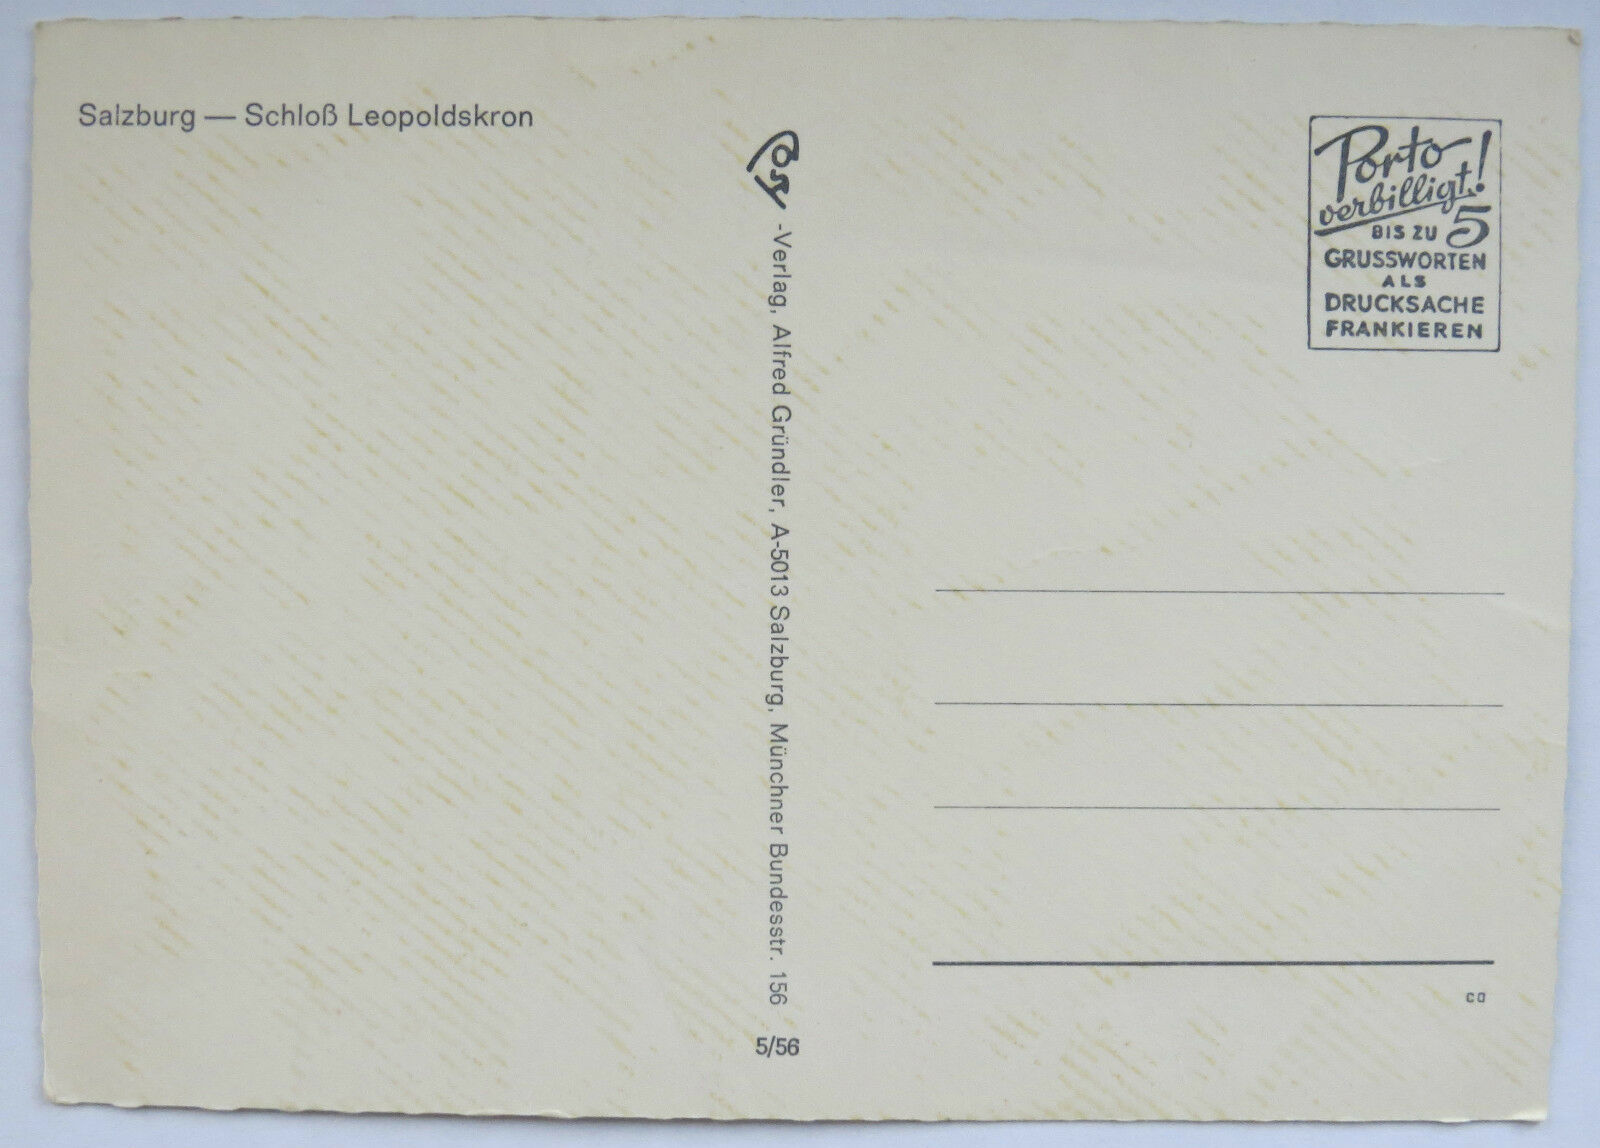 Salzburg — Schloß Leopoldskron
Cosy -Verlag, Alfred Gründler, A-5013 Salzburg, Münchner Bundesstr. 156
5/56
Porto
verbilligt!
BIS ZU 5
GRUSSWORTEN
ALS
DRUCKSACHE
FRANKIEREN